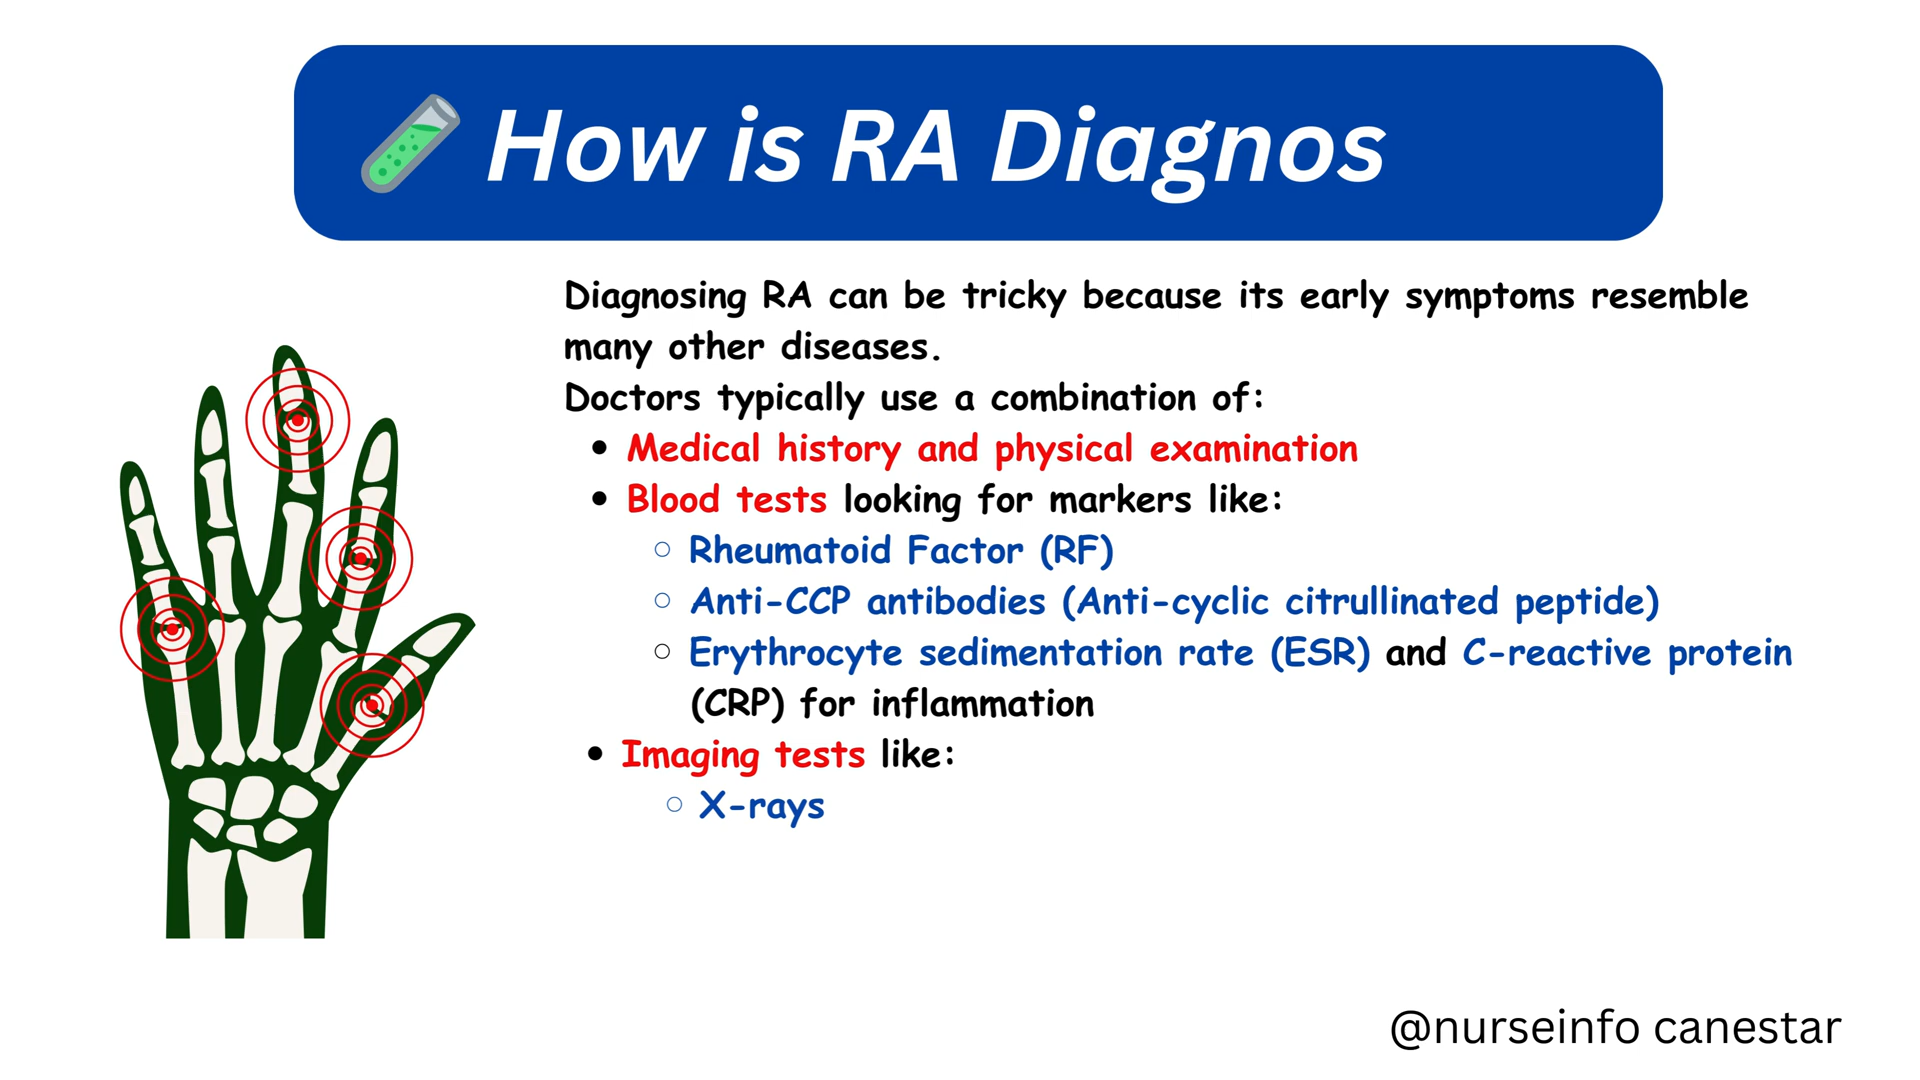 How is RA Diagnos
Diagnosing RA can be tricky because its early symptoms resemble
many other diseases.
Doctors typically use a combination of:
• Medical history and physical examination
• Blood tests looking for markers like:
○ Rheumatoid Factor (RF)
○ Anti-CCP antibodies (Anti-cyclic citrullinated peptide)
○ Erythrocyte sedimentation rate (ESR) and C-reactive protein
(CRP) for inflammation
• Imaging tests like:
○ X-rays
@nurseinfo canestar